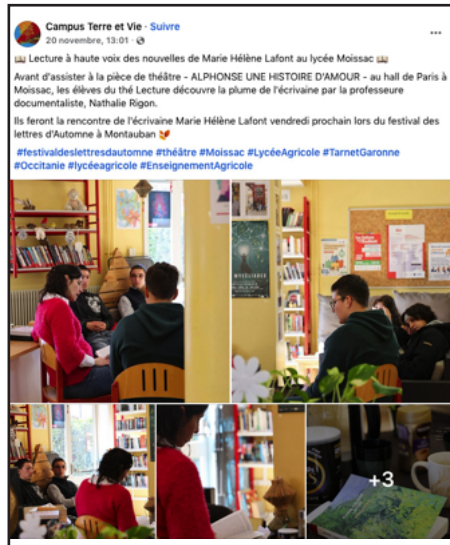 Campus Terre et Vie · Suivre
20 novembre, 13:01 ·
📖 Lecture à haute voix des nouvelles de Marie Hélène Lafont au lycée Moissac 📖
Avant d'assister à la pièce de théâtre - ALPHONSE UNE HISTOIRE D'AMOUR - au hall de Paris à
Moissac, les élèves du thé Lecture découvre la plume de l'écrivaine par la professeure
documentaliste, Nathalie Rigon.
Ils feront la rencontre de l'écrivaine Marie Hélène Lafont vendredi prochain lors du festival des
lettres d'Automne à Montauban 🍁
#festivaldeslettresdautomne #théâtre #Moissac #LycéeAgricole #TarnetGaronne
#Occitanie #lycéeagricole #EnseignementAgricole
+3